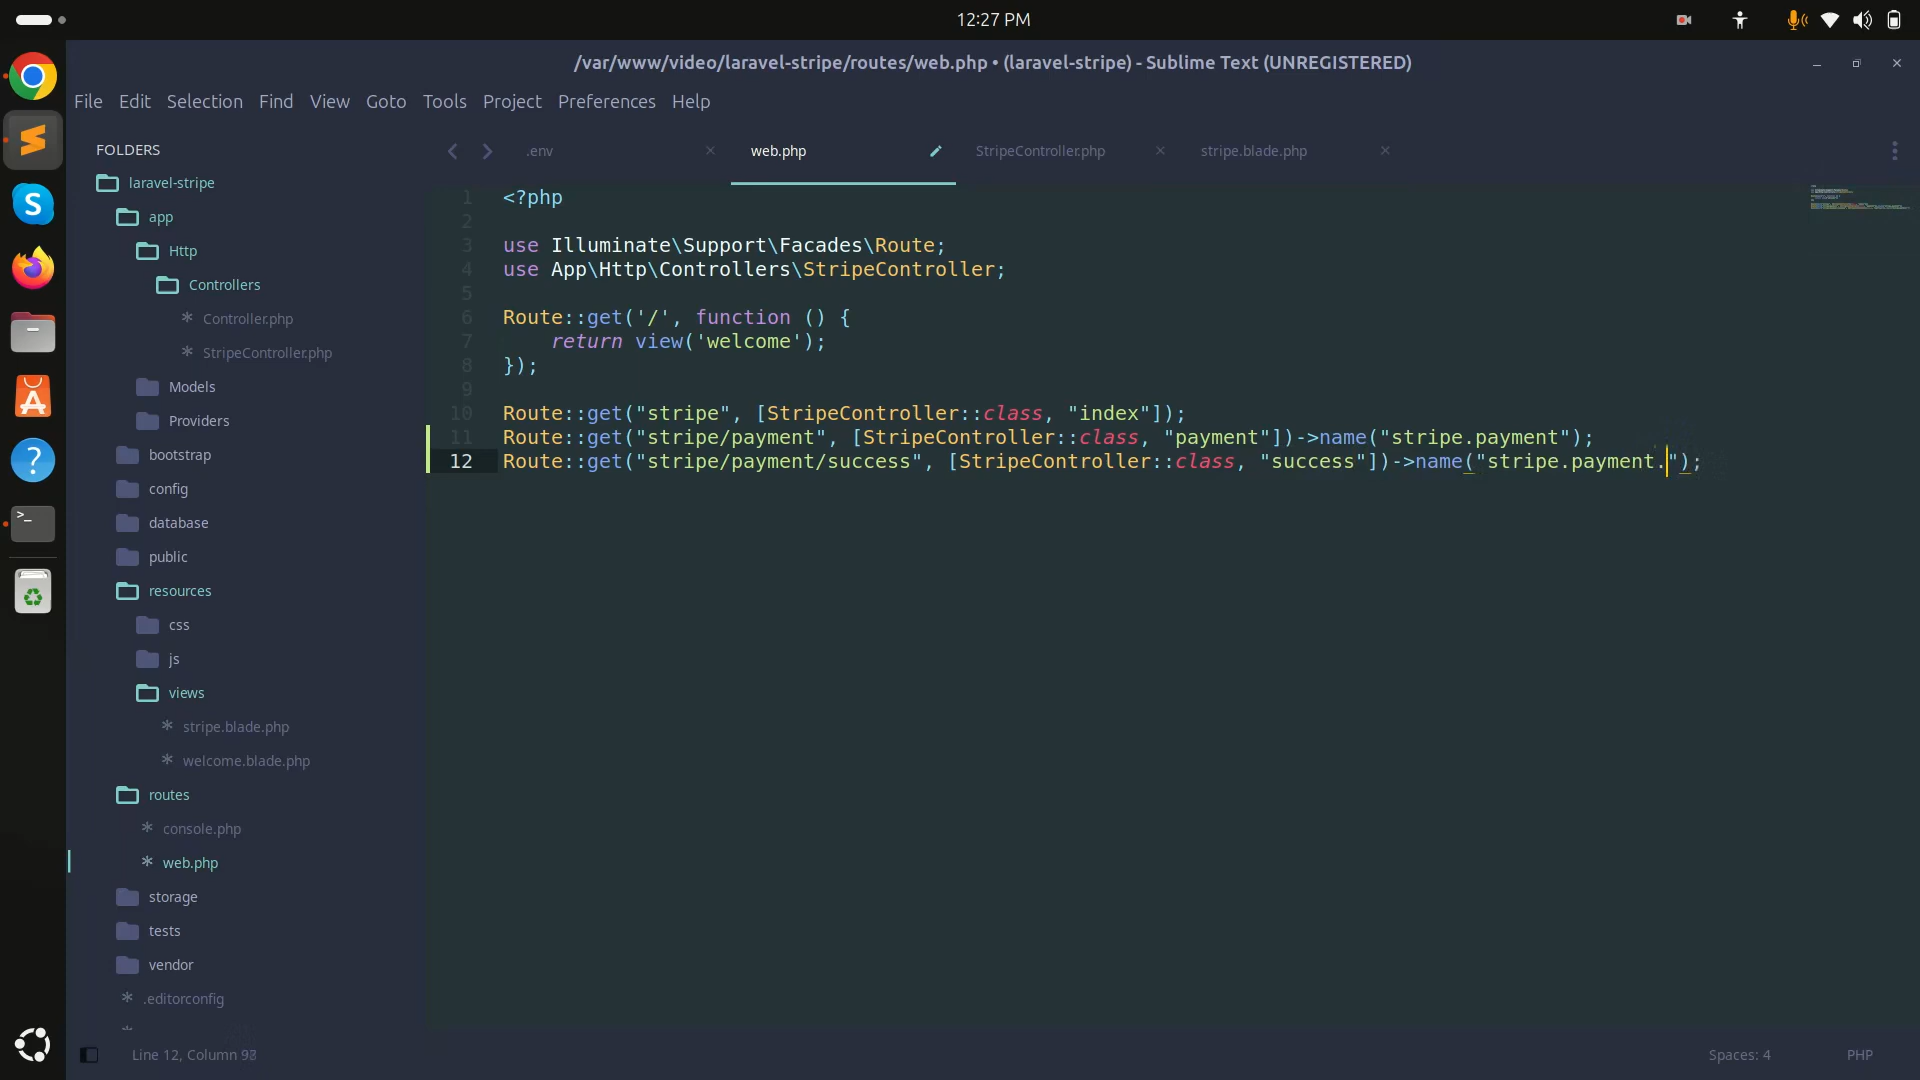 12:27 PM
/var/www/video/laravel-stripe/routes/web.php • (laravel-stripe) - Sublime Text (UNREGISTERED)
File Edit Selection Find View Goto Tools Project Preferences Help
FOLDERS
laravel-stripe
app
Http
Controllers
Controller.php
StripeController.php
Models
Providers
bootstrap
config
database
public
resources
css
js
views
stripe.blade.php
welcome.blade.php
routes
console.php
web.php
storage
tests
vendor
.editorconfig
.env
web.php
StripeController.php
stripe.blade.php
1 <?php
2
3 use Illuminate\Support\Facades\Route;
4 use App\Http\Controllers\StripeController;
5
6 Route::get('/', function () {
7     return view('welcome');
8 });
9
10 Route::get("stripe", [StripeController::class, "index"]);
11 Route::get("stripe/payment", [StripeController::class, "payment"])->name("stripe.payment");
12 Route::get("stripe/payment/success", [StripeController::class, "success"])->name("stripe.payment.");
Line 12, Column
Spaces: 4
PHP